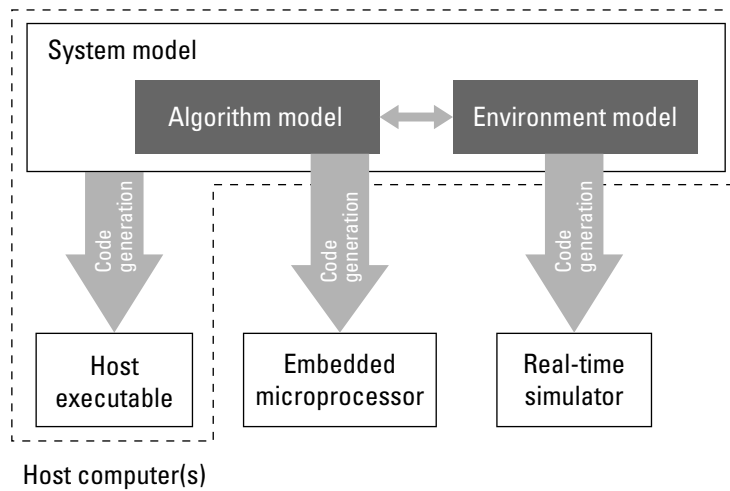 System model
Algorithm model
Environment model
Code
generation
Code
generation
Code
generation
Host
executable
Embedded
microprocessor
Real-time
simulator
Host computer(s)